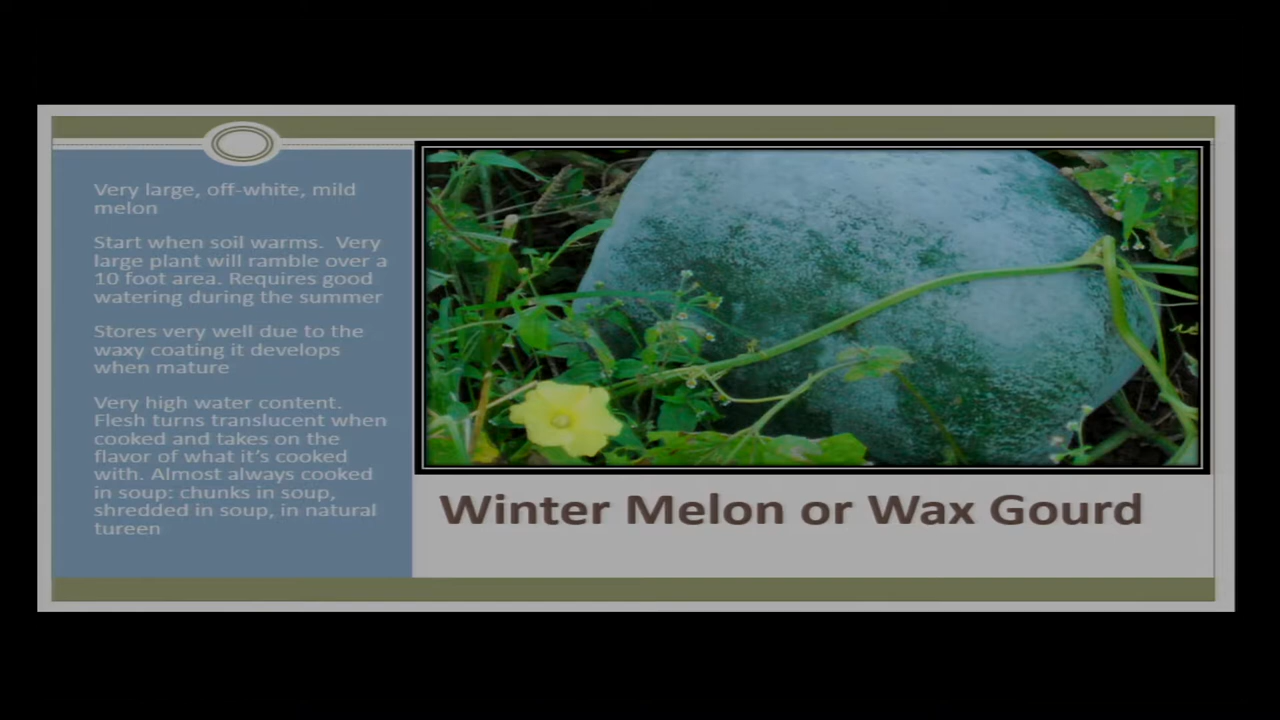 Very large, off-white, mild
melon
Start when soil warms.  Very
large plant will ramble over a
10 foot area. Requires good
watering during the summer
Stores very well due to the
waxy coating it develops
when mature
Very high water content.
Flesh turns translucent when
cooked and takes on the
flavor of what it's cooked
with. Almost always cooked
in soup: chunks in soup,
shredded in soup, in natural
tureen
Winter Melon or Wax Gourd